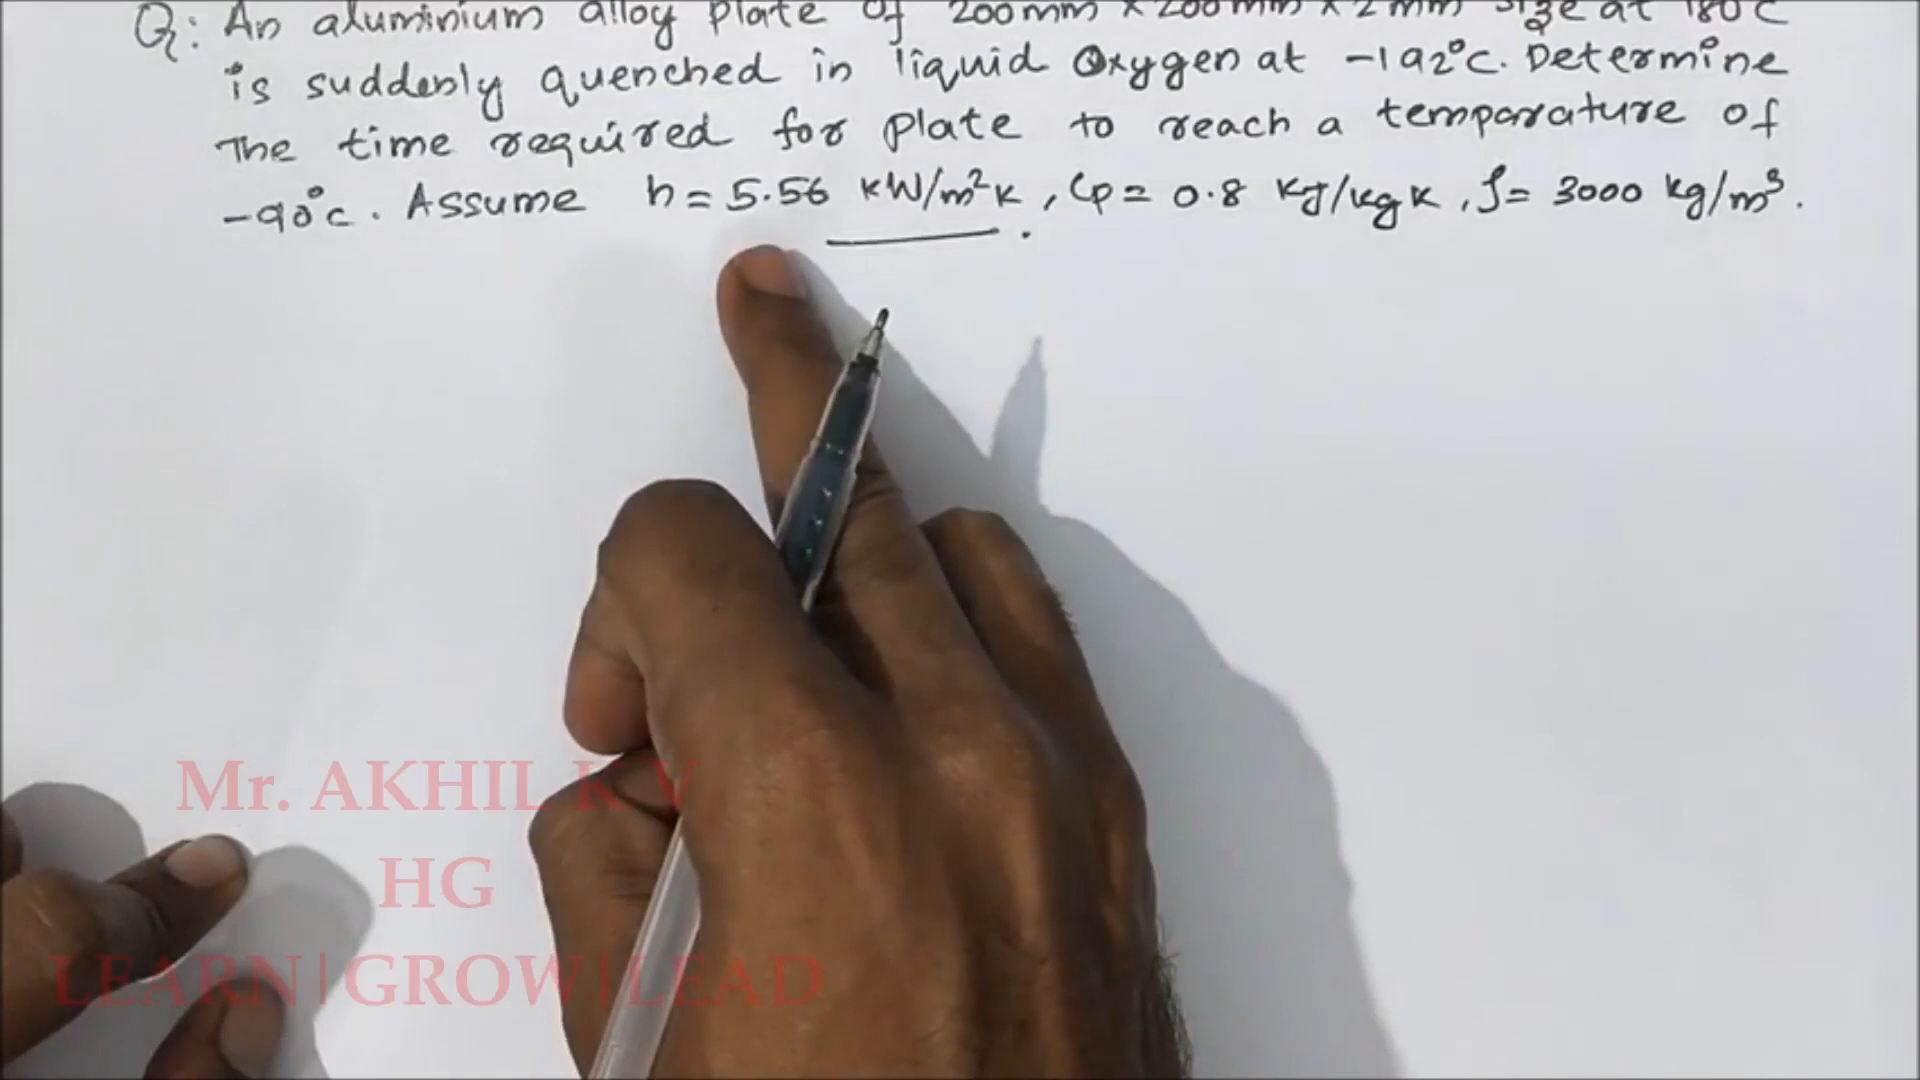 Q: An aluminium alloy plate of 200mm x 200mm x 2mm size at 180°C
is suddenly quenched in liquid Oxygen at -192°C. Determine
The time required for plate to reach a temparature of
-90°C. Assume h = 5.56 kW/m²k, Cp = 0.8 KJ/kgK, ρ = 3000 kg/m³.
Mr. AKHIL K V
HG
LEARN|GROW|LEAD